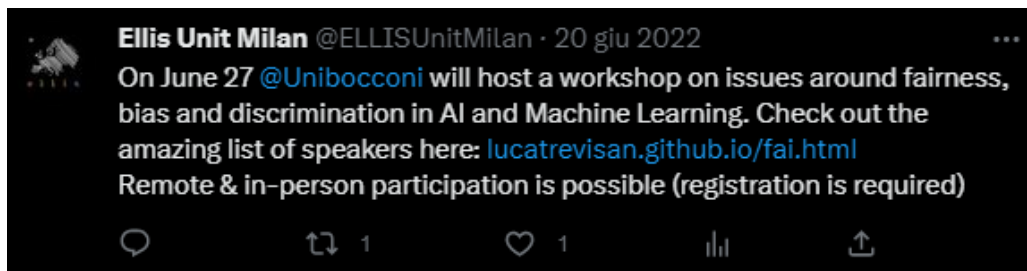 Ellis Unit Milan @ELLISUnitMilan · 20 giu 2022
On June 27 @Unibocconi will host a workshop on issues around fairness,
bias and discrimination in AI and Machine Learning. Check out the
amazing list of speakers here: lucatrevisan.github.io/fai.html
Remote & in-person participation is possible (registration is required)
1 1